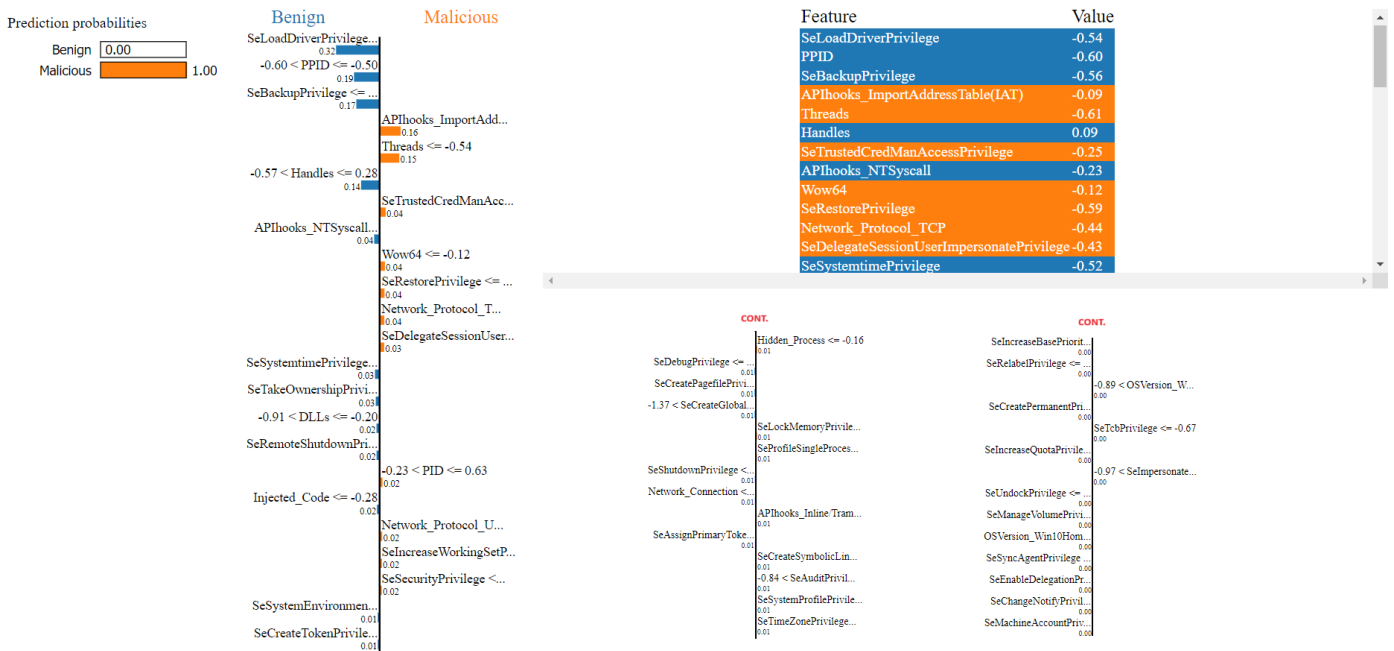 Prediction probabilities
Benign 0.00
Malicious 1.00
Benign Malicious
SeLoadDriverPrivilege...
0.32
-0.60 < PPID <= -0.50
0.19
SeBackupPrivilege <= ...
0.17
APIhooks_ImportAdd...
0.16
Threads <= -0.54
0.15
-0.57 < Handles <= 0.28
0.14
SeTrustedCredManAcc...
0.04
APIhooks_NTSyscall...
0.04
Wow64 <= -0.12
0.04
SeRestorePrivilege <= ...
0.04
Network_Protocol_T...
0.04
SeDelegateSessionUser...
0.03
SeSystemtimePrivilege...
0.03
SeTakeOwnershipPrivi...
0.03
-0.91 < DLLs <= -0.20
0.02
SeRemoteShutdownPri...
0.02
-0.23 < PID <= 0.63
0.02
Injected_Code <= -0.28
0.02
Network_Protocol_U...
0.02
SeIncreaseWorkingSetP...
0.02
SeSecurityPrivilege <...
0.02
SeSystemEnvironmen...
0.01
SeCreateTokenPrivile...
0.01
Feature Value
SeLoadDriverPrivilege -0.54
PPID -0.60
SeBackupPrivilege -0.56
APIhooks_ImportAddressTable(IAT) -0.09
Threads -0.61
Handles 0.09
SeTrustedCredManAccessPrivilege -0.25
APIhooks_NTSyscall -0.23
Wow64 -0.12
SeRestorePrivilege -0.59
Network_Protocol_TCP -0.44
SeDelegateSessionUserImpersonatePrivilege -0.43
SeSystemtimePrivilege -0.52
CONT.
Hidden_Process <= -0.16
0.01
SeDebugPrivilege <= ...
0.01
SeCreatePagefilePrivi...
0.01
-1.37 < SeCreateGlobal...
0.01
SeLockMemoryPrivile...
0.01
SeProfileSingleProces...
0.01
SeShutdownPrivilege <...
0.01
Network_Connection <...
0.01
APIhooks_Inline/Tram...
0.01
SeAssignPrimaryToke...
0.01
SeCreateSymbolicLin...
0.01
-0.84 < SeAuditPrivil...
0.01
SeSystemProfilePrivile...
0.01
SeTimeZonePrivilege...
0.01
CONT.
SeIncreaseBasePriorit...
0.00
SeRelabelPrivilege <= ...
0.00
-0.89 < OSVersion_W...
0.00
SeCreatePermanentPri...
0.00
SeTcbPrivilege <= -0.67
0.00
SeIncreaseQuotaPrivile...
0.00
-0.97 < SeImpersonate...
0.00
SeUndockPrivilege <= ...
0.00
SeManageVolumePrivi...
0.00
OSVersion_Win10Hom...
0.00
SeSyncAgentPrivilege ...
0.00
SeEnableDelegationPr...
0.00
SeChangeNotifyPrivil...
0.00
SeMachineAccountPriv...
0.00